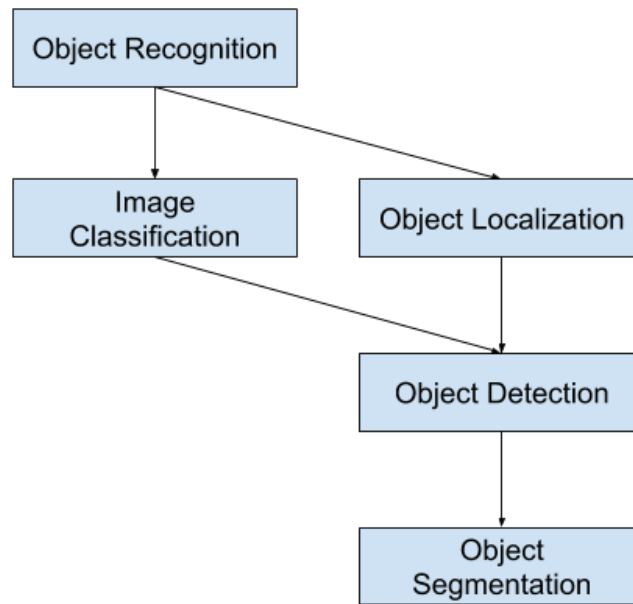 Object Recognition
Image
Classification
Object Localization
Object Detection
Object
Segmentation